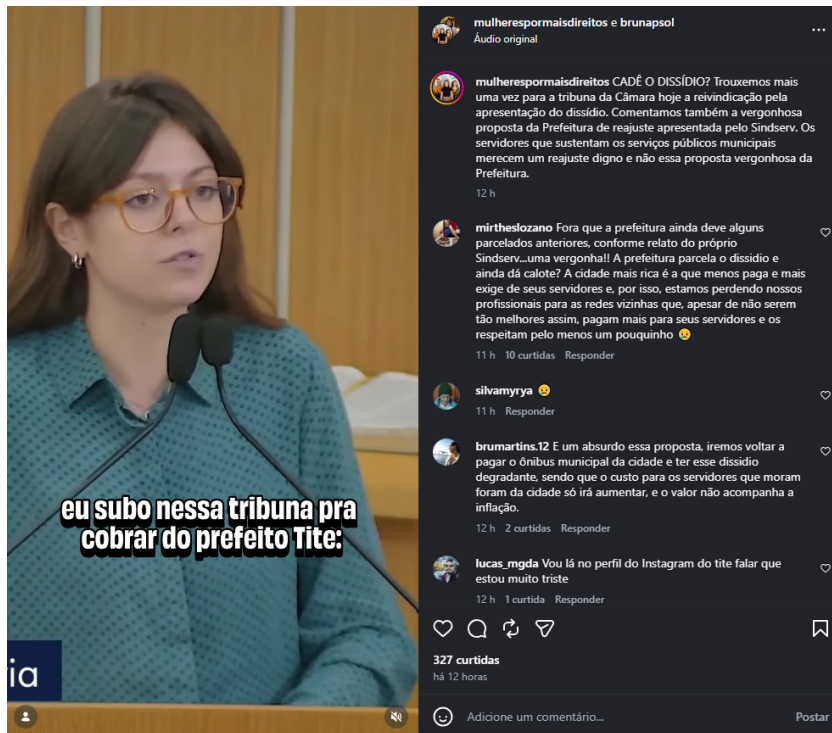 mulherespormaisdireitos e brunapsol
Áudio original
mulherespormaisdireitos CADÊ O DISSÍDIO? Trouxemos mais
uma vez para a tribuna da Câmara hoje a reivindicação pela
apresentação do dissídio. Comentamos também a vergonhosa
proposta da Prefeitura de reajuste apresentada pelo Sindserv. Os
servidores que sustentam os serviços públicos municipais
merecem um reajuste digno e não essa proposta vergonhosa da
Prefeitura.
12 h
mirtheslozano Fora que a prefeitura ainda deve alguns
parcelados anteriores, conforme relato do próprio
Sindserv...uma vergonha!! A prefeitura parcela o dissidio e
ainda dá calote? A cidade mais rica é a que menos paga e mais
exige de seus servidores e, por isso, estamos perdendo nossos
profissionais para as redes vizinhas que, apesar de não serem
tão melhores assim, pagam mais para seus servidores e os
respeitam pelo menos um pouquinho 😢
11 h 10 curtidas Responder
silvamyrya 😢
11 h Responder
brumartins.12 E um absurdo essa proposta, iremos voltar a
pagar o ônibus municipal da cidade e ter esse dissidio
degradante, sendo que o custo para os servidores que moram
foram da cidade só irá aumentar, e o valor não acompanha a
inflação.
12 h 2 curtidas Responder
lucas_mgda Vou lá no perfil do Instagram do tite falar que
estou muito triste
12 h 1 curtida Responder
327 curtidas
há 12 horas
Adicione um comentário... Postar
eu subo nessa tribuna pra
cobrar do prefeito Tite:
ia